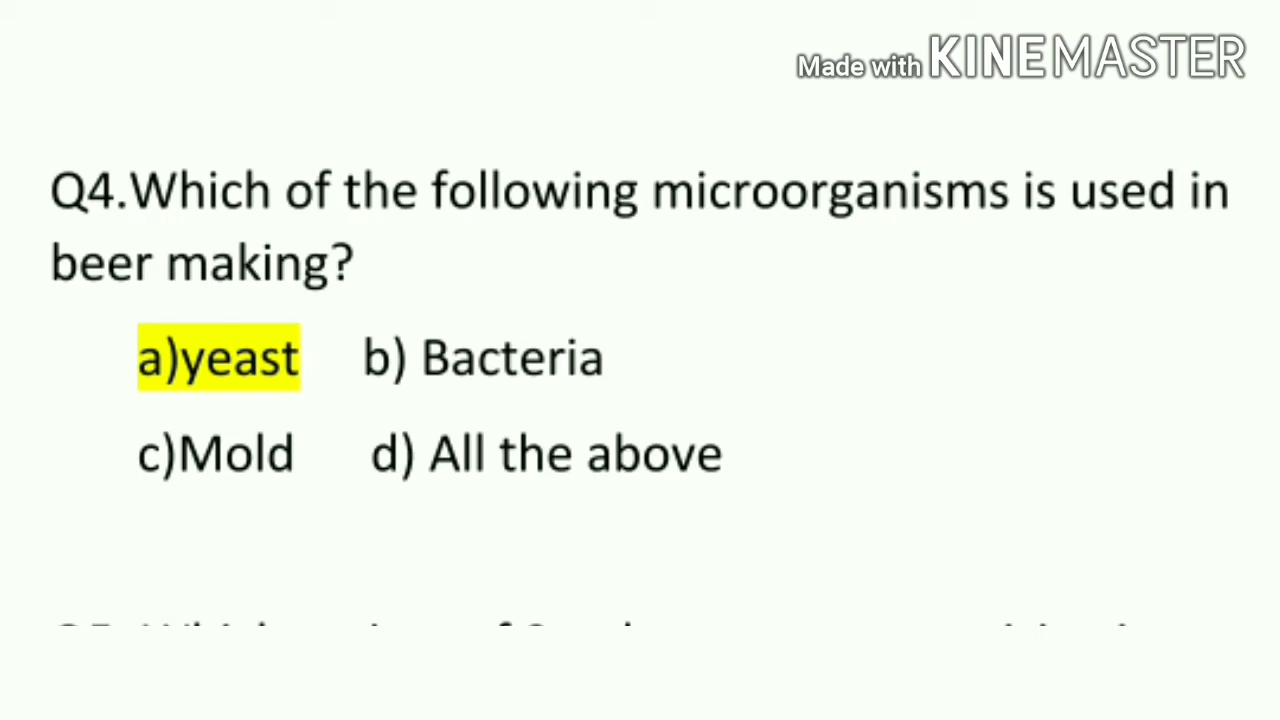 Made with KINEMASTER
Q4.Which of the following microorganisms is used in
beer making?
a)yeast b) Bacteria
c)Mold d) All the above